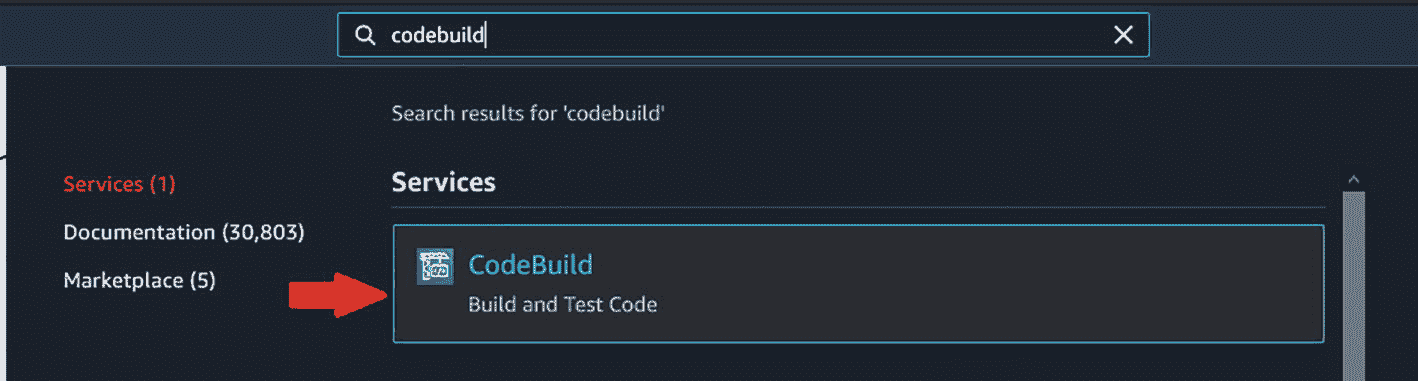 codebuild
Search results for 'codebuild'
Services (1)
Documentation (30,803)
Marketplace (5)
Services
CodeBuild
Build and Test Code